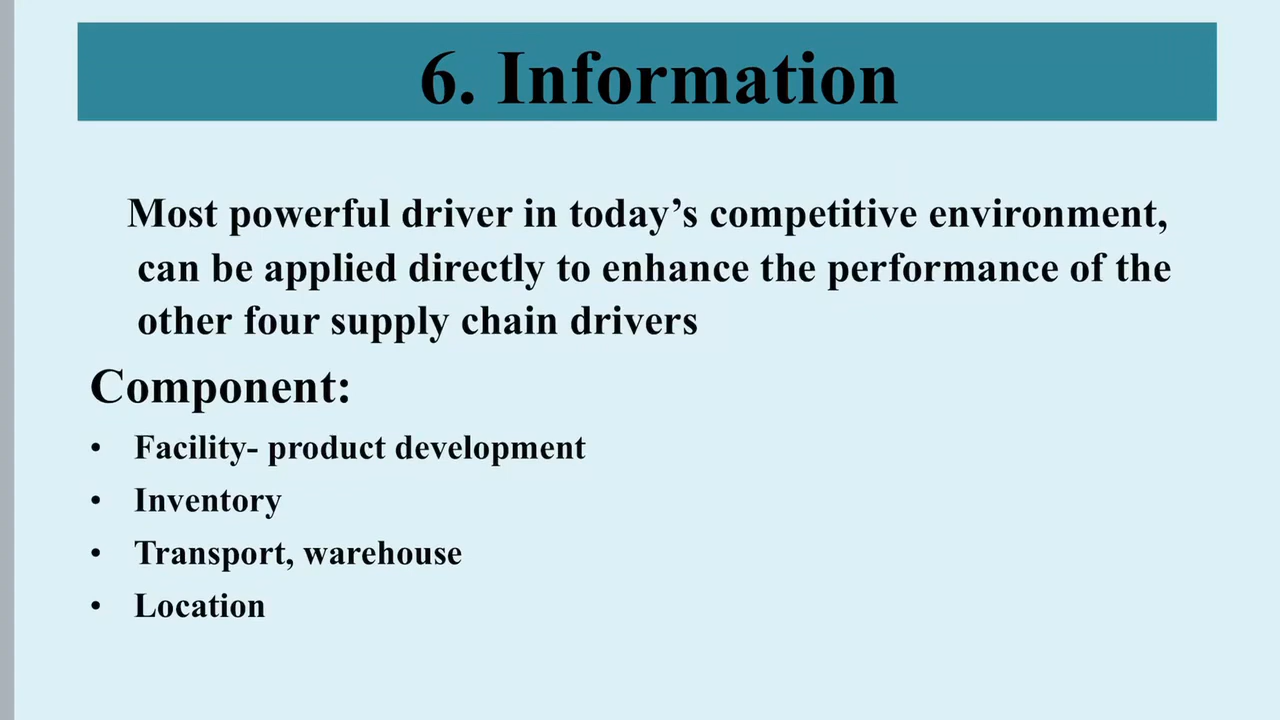 6. Information
Most powerful driver in today’s competitive environment,
can be applied directly to enhance the performance of the
other four supply chain drivers
Component:
• Facility- product development
• Inventory
• Transport, warehouse
• Location